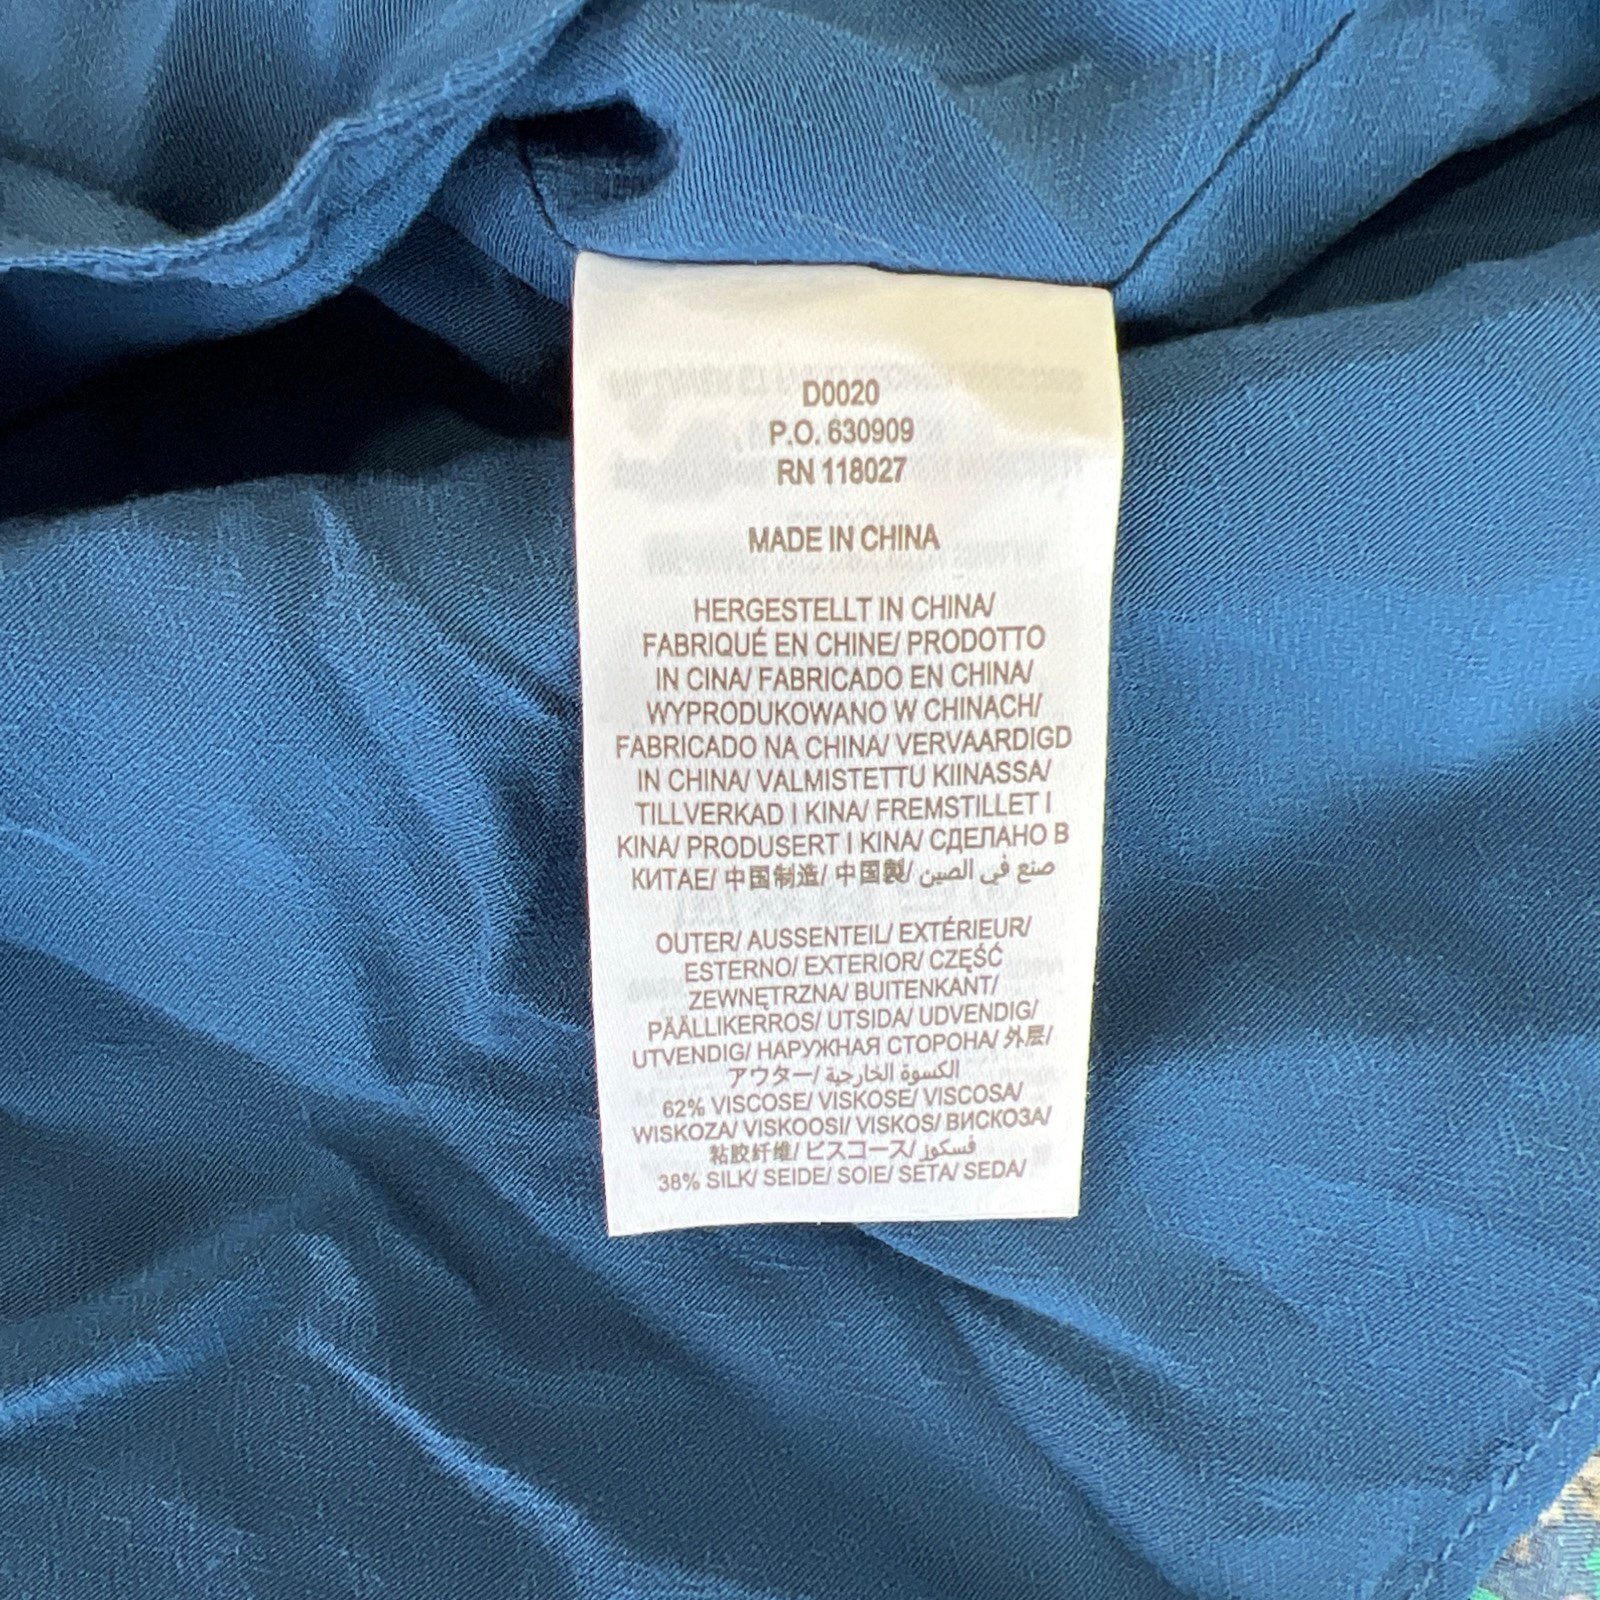 D0020
P.O. 630909
RN 118027
MADE IN CHINA
HERGESTELLT IN CHINA/
FABRIQUÉ EN CHINE/ PRODOTTO
IN CINA/ FABRICADO EN CHINA/
WYPRODUKOWANO W CHINACH/
FABRICADO NA CHINA/ VERVAARDIGD
IN CHINA/ VALMISTETTU KIINASSA/
TILLVERKAD I KINA/ FREMSTILLET I
KINA/ PRODUSERT I KINA/ СДЕЛАНО В
КИТАЕ/ 中国制造/ 中国製/ صنع في الصين
OUTER/ AUSSENTEIL/ EXTÉRIEUR/
ESTERNO/ EXTERIOR/ CZĘŚĆ
ZEWNĘTRZNA/ BUITENKANT/
PÄÄLLIKERROS/ UTSIDA/ UDVENDIG/
UTVENDIG/ НАРУЖНАЯ СТОРОНА/ 外层/
アウター/ الكسوة الخارجية
62% VISCOSE/ VISKOSE/ VISCOSA/
WISKOZA/ VISKOOSI/ VISKOS/ ВИСКОЗА/
粘胶纤维/ ビスコース/ فسكوز
38% SILK/ SEIDE/ SOIE/ SETA/ SEDA/